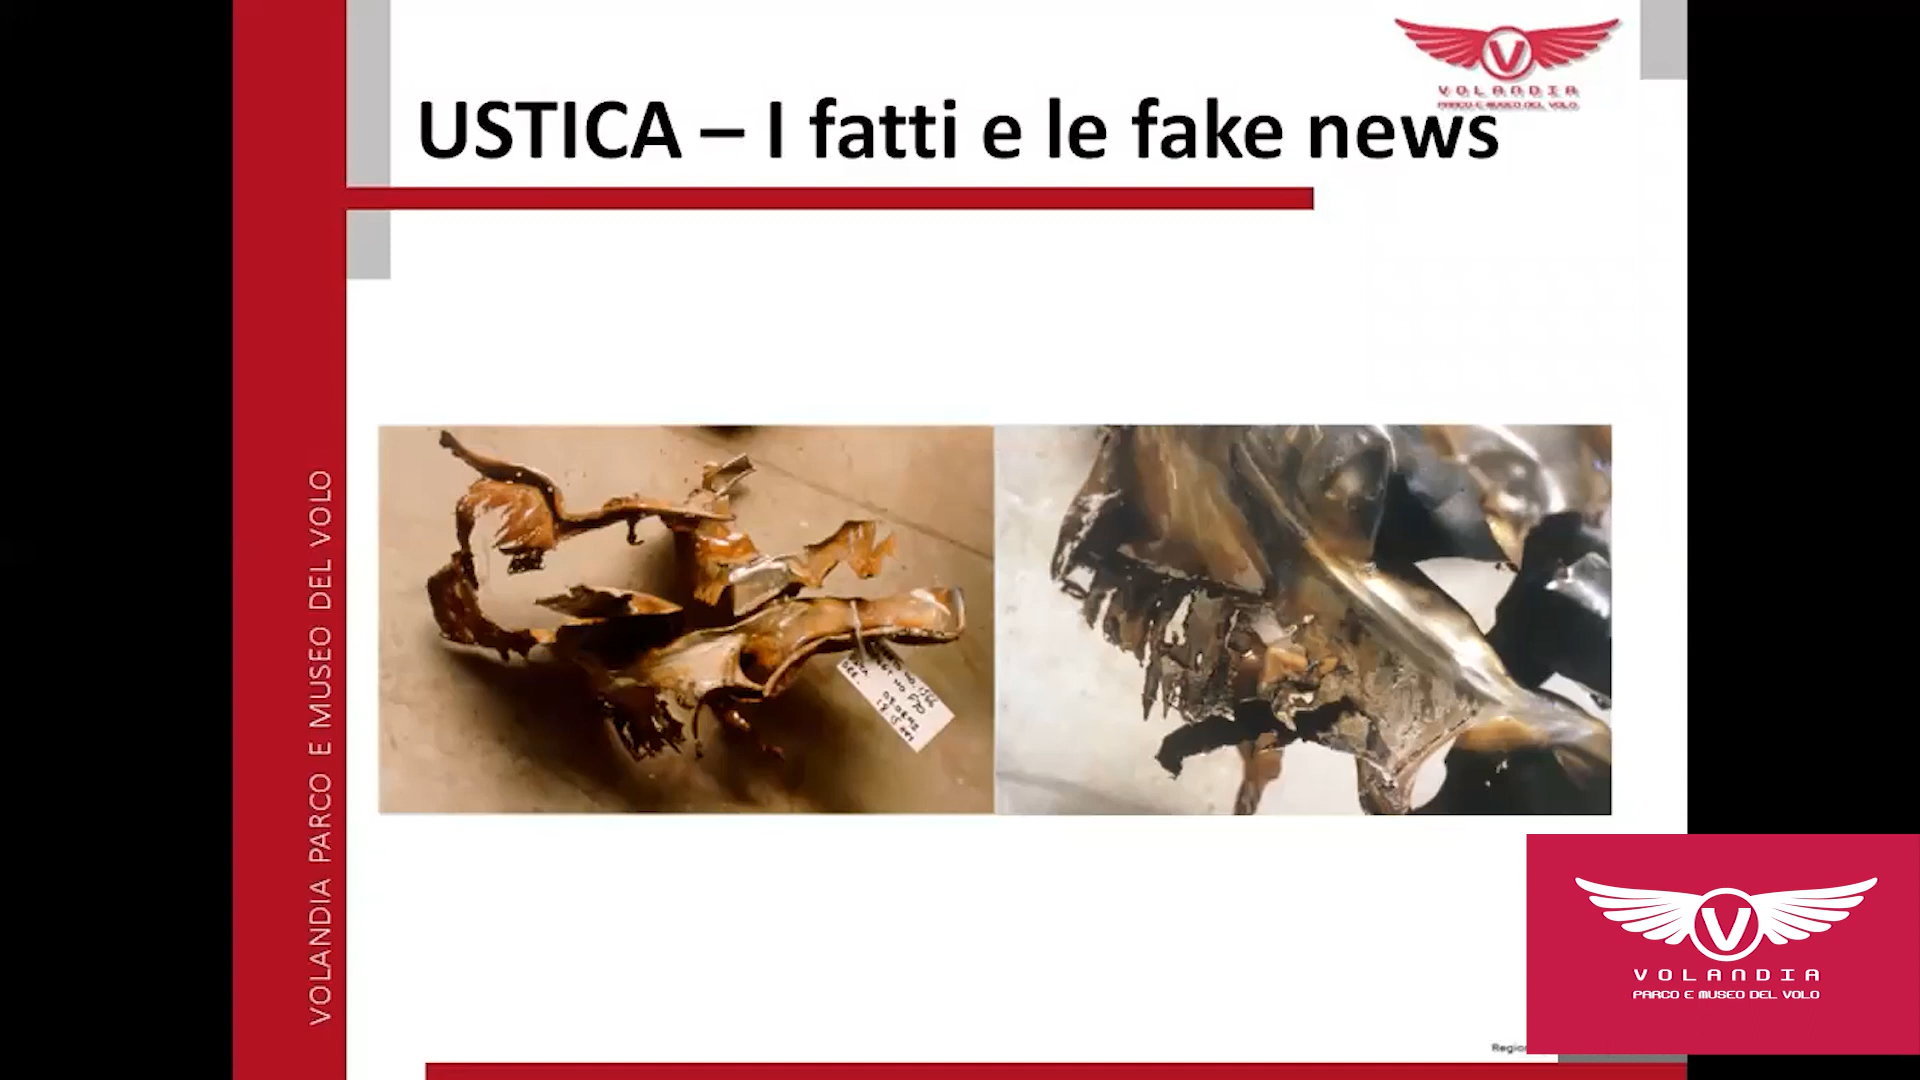 VOLANDIA
PARCO E MUSEO DEL VOLO
USTICA – I fatti e le fake news
VOLANDIA PARCO E MUSEO DEL VOLO
VOLANDIA
PARCO E MUSEO DEL VOLO